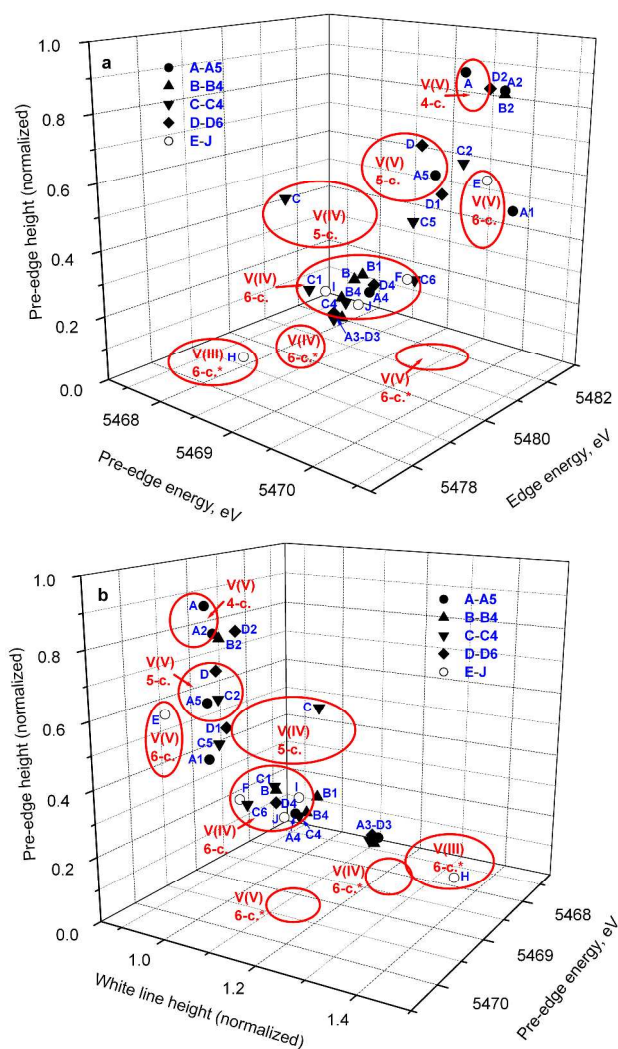 1.0
a
A-A5
B-B4
C-C4
D-D6
E-J
V(V)
4-c.
A
D2
A2
B2
0.8
D
C2
V(V)
5-c.
A5
E
D1
V(V)
6-c.
A1
0.6
C
V(IV)
5-c.
C5
0.4
V(IV)
6-c.
C1
I
B
B1
D4
F
C6
B4
A4
C4
J
0.2
A3-D3
V(III)
6-c.*
H
V(IV)
6-c.*
V(V)
6-c.*
0.0
Pre-edge height (normalized)
5468
5469
5470
Pre-edge energy, eV
5478
5480
5482
Edge energy, eV
1.0
b
A-A5
B-B4
C-C4
D-D6
E-J
V(V)
4-c.
A
A2
D2
B2
0.8
V(V)
5-c.
D
A5
C2
E
V(V)
6-c.
D1
C5
A1
0.6
C
V(IV)
5-c.
0.4
C1
F
B
I
B1
D4
C6
J
B4
A4
C4
V(IV)
6-c.
A3-D3
0.2
V(III)
6-c.*
H
V(IV)
6-c.*
V(V)
6-c.*
0.0
Pre-edge height (normalized)
1.0
1.2
1.4
White line height (normalized)
5468
5469
5470
Pre-edge energy, eV